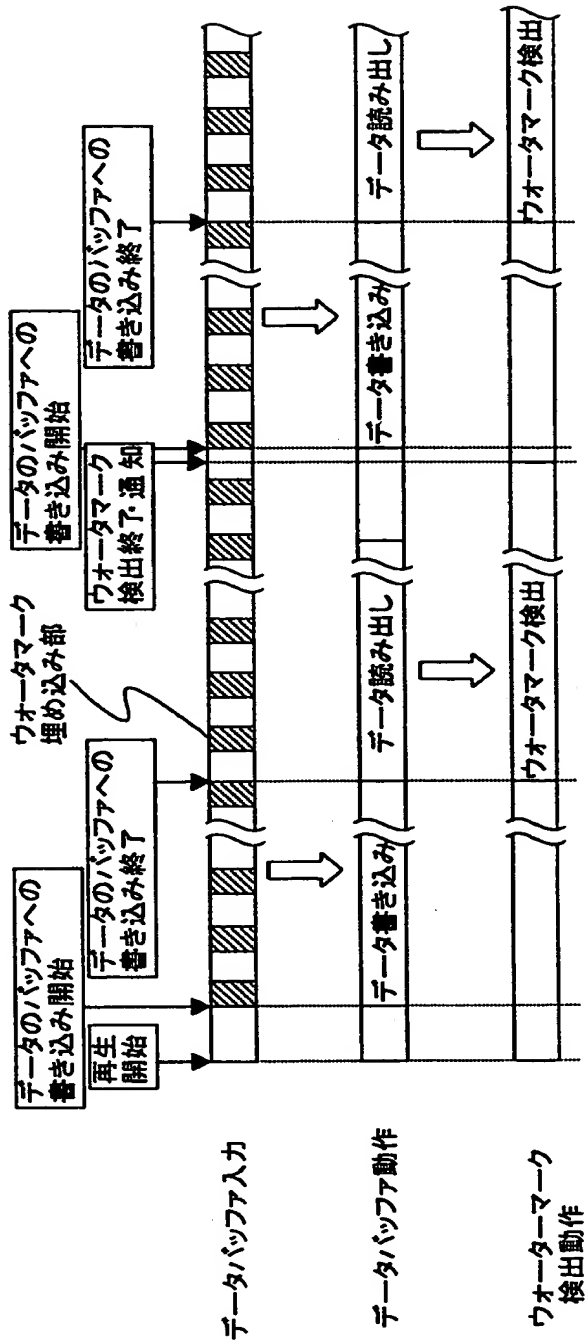 データのバッファへの
書き込み開始
再生
開始
データのバッファへの
書き込み終了
ウォータマーク
埋め込み部
データのバッファへの
書き込み開始
ウォータマーク
検出終了・通知
データのバッファへの
書き込み終了
データバッファ入力
データバッファ動作
データ書き込み
データ読み出し
データ書き込み
データ読み出し
ウォーターマーク
検出動作
ウォータマーク検出
ウォータマーク検出